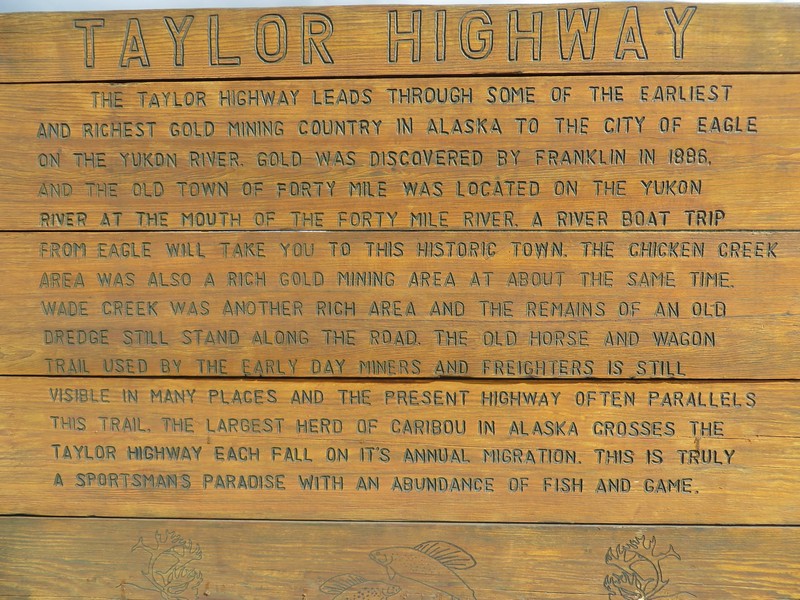 TAYLOR HIGHWAY
THE TAYLOR HIGHWAY LEADS THROUGH SOME OF THE EARLIEST
AND RICHEST GOLD MINING COUNTRY IN ALASKA TO THE CITY OF EAGLE
ON THE YUKON RIVER. GOLD WAS DISCOVERED BY FRANKLIN IN 1886,
AND THE OLD TOWN OF FORTY MILE WAS LOCATED ON THE YUKON
RIVER AT THE MOUTH OF THE FORTY MILE RIVER. A RIVER BOAT TRIP
FROM EAGLE WILL TAKE YOU TO THIS HISTORIC TOWN. THE CHICKEN CREEK
AREA WAS ALSO A RICH GOLD MINING AREA AT ABOUT THE SAME TIME.
WADE CREEK WAS ANOTHER RICH AREA AND THE REMAINS OF AN OLD
DREDGE STILL STAND ALONG THE ROAD. THE OLD HORSE AND WAGON
TRAIL USED BY THE EARLY DAY MINERS AND FREIGHTERS IS STILL
VISIBLE IN MANY PLACES AND THE PRESENT HIGHWAY OFTEN PARALLELS
THIS TRAIL. THE LARGEST HERD OF CARIBOU IN ALASKA CROSSES THE
TAYLOR HIGHWAY EACH FALL ON IT'S ANNUAL MIGRATION. THIS IS TRULY
A SPORTSMANS PARADISE WITH AN ABUNDANCE OF FISH AND GAME.